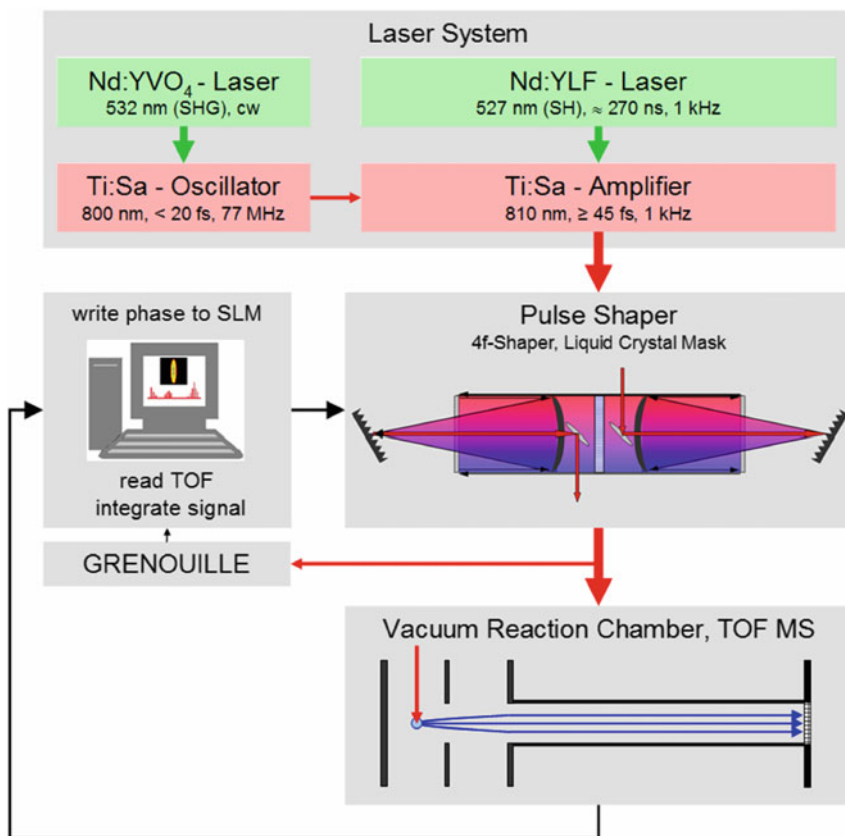 Laser System
Nd:YVO₄ - Laser
532 nm (SHG), cw
Nd:YLF - Laser
527 nm (SH), ≈ 270 ns, 1 kHz
Ti:Sa - Oscillator
800 nm, < 20 fs, 77 MHz
Ti:Sa - Amplifier
810 nm, ≥ 45 fs, 1 kHz
write phase to SLM
read TOF
integrate signal
GRENOUILLE
Pulse Shaper
4f-Shaper, Liquid Crystal Mask
Vacuum Reaction Chamber, TOF MS